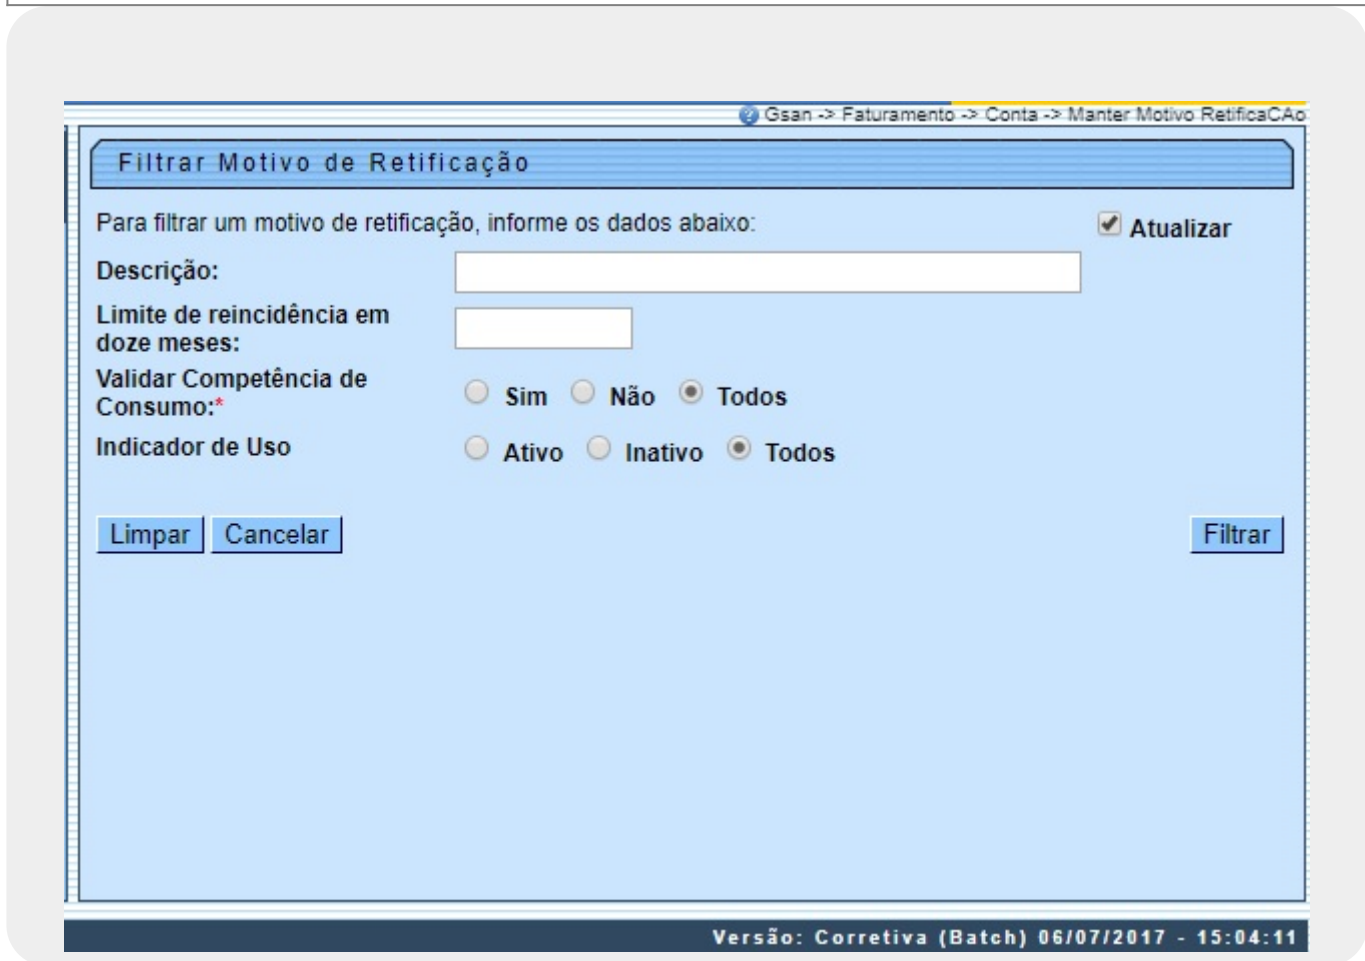 Gsan -> Faturamento -> Conta -> Manter Motivo RetificaCAo
Filtrar Motivo de Retificação
Para filtrar um motivo de retificação, informe os dados abaixo:
Atualizar
Descrição:
Limite de reincidência em
doze meses:
Validar Competência de
Consumo:*
Sim Não Todos
Indicador de Uso
Ativo Inativo Todos
Limpar Cancelar Filtrar
Versão: Corretiva (Batch) 06/07/2017 - 15:04:11